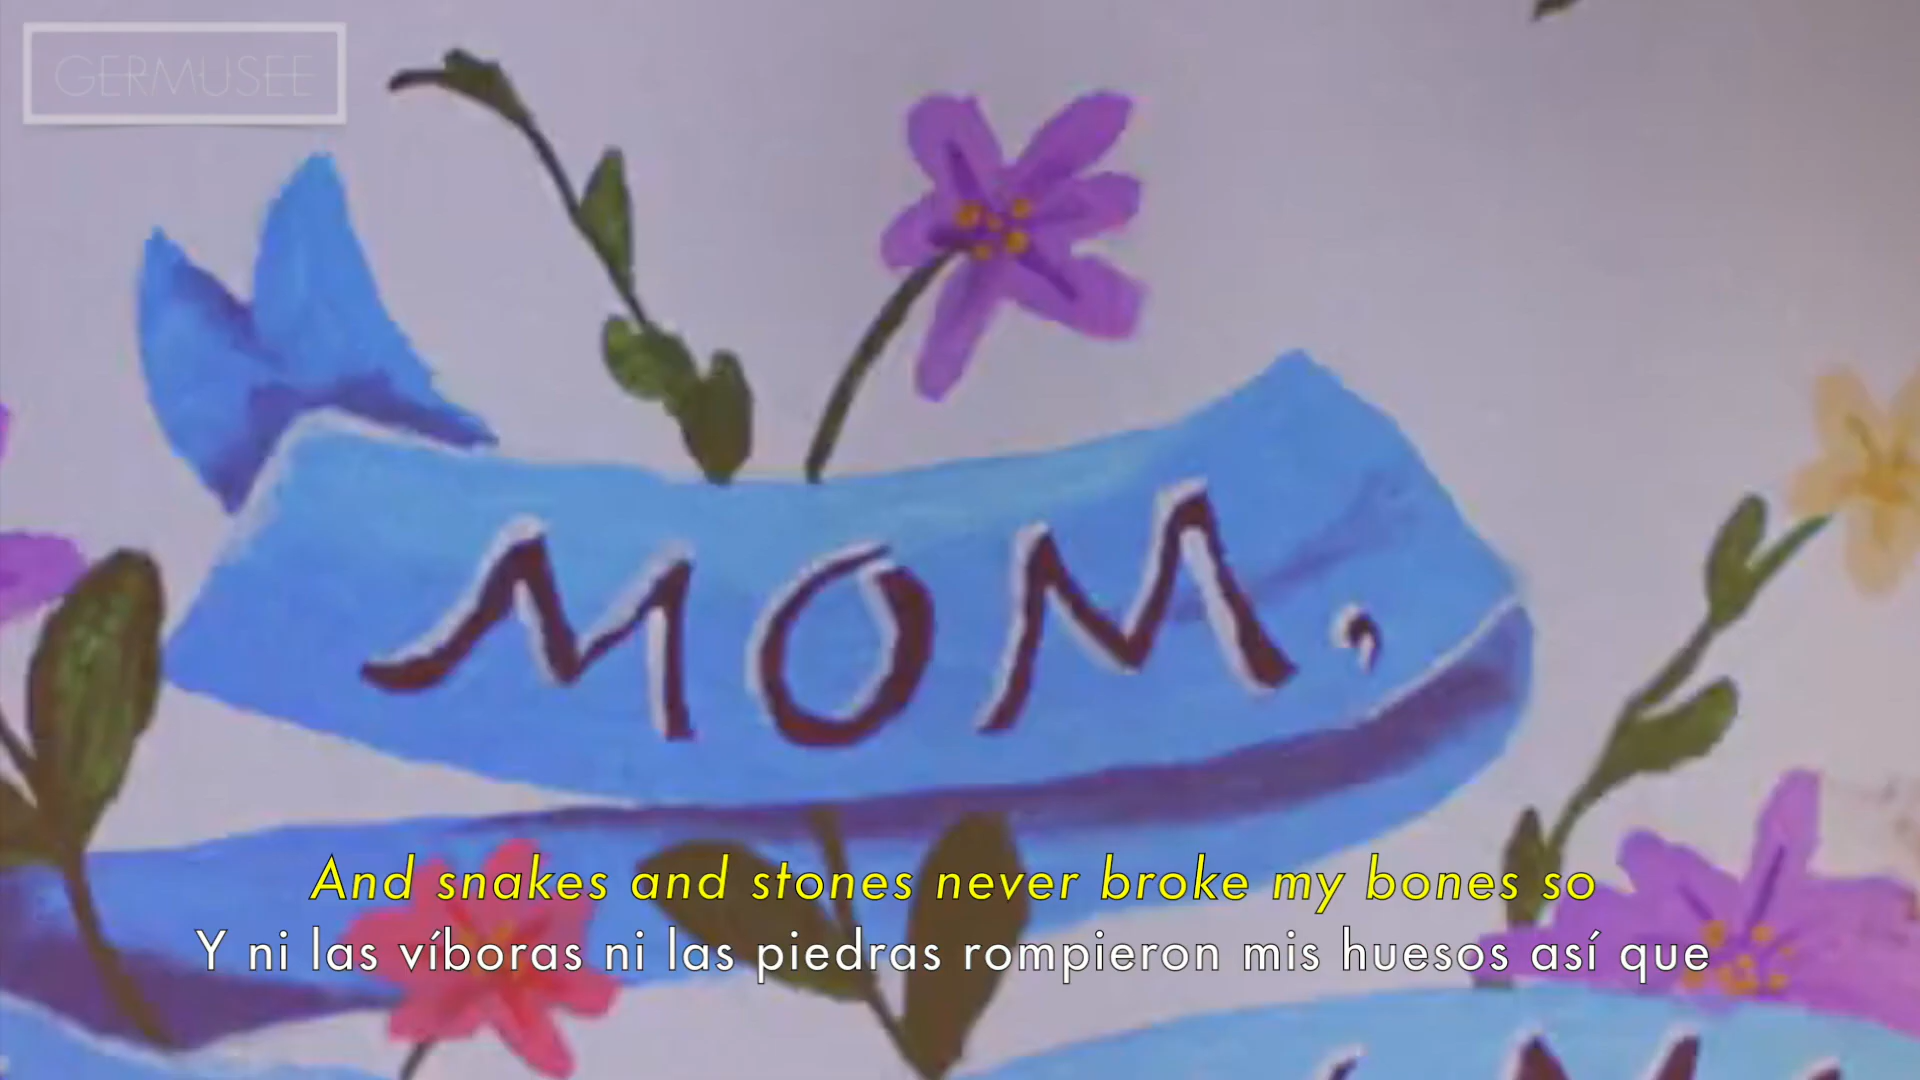 GERMUSEE
MOM,
And snakes and stones never broke my bones so
Y ni las víboras ni las piedras rompieron mis huesos así que